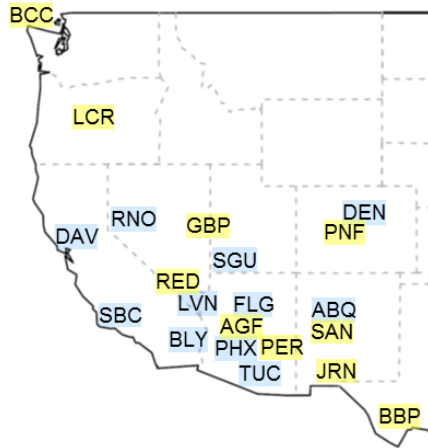 BCC
LCR
DEN
RNO
GBP
PNF
DAV
SGU
RED
LVN
FLG
ABQ
SBC
AGF
SAN
BLY
PHX
PER
TUC
JRN
BBP